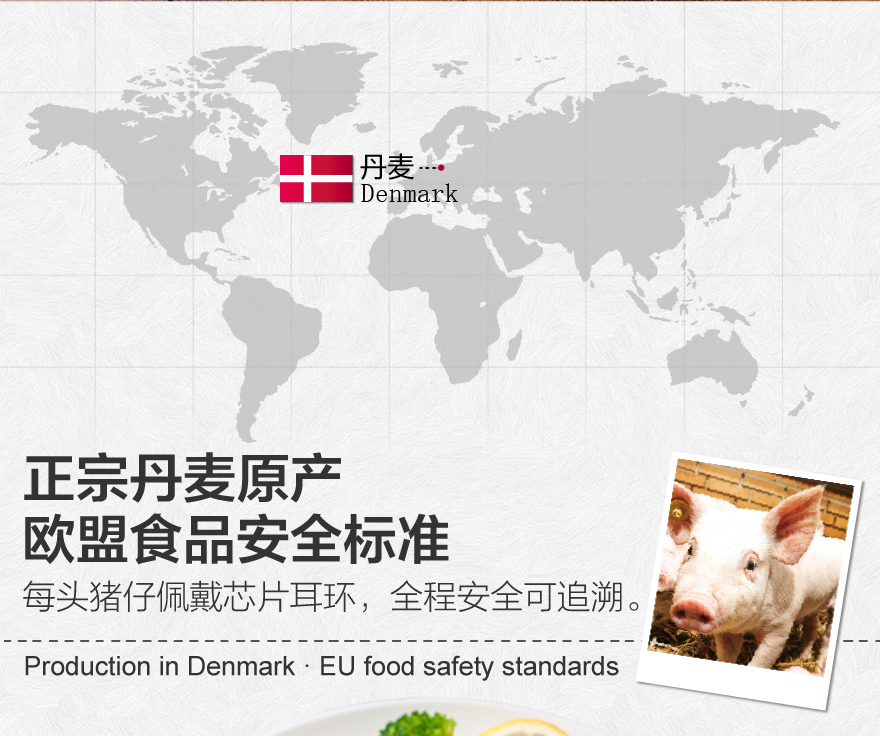 丹麦
Denmark
正宗丹麦原产
欧盟食品安全标准
每头猪仔佩戴芯片耳环，全程安全可追溯。
Production in Denmark · EU food safety standards